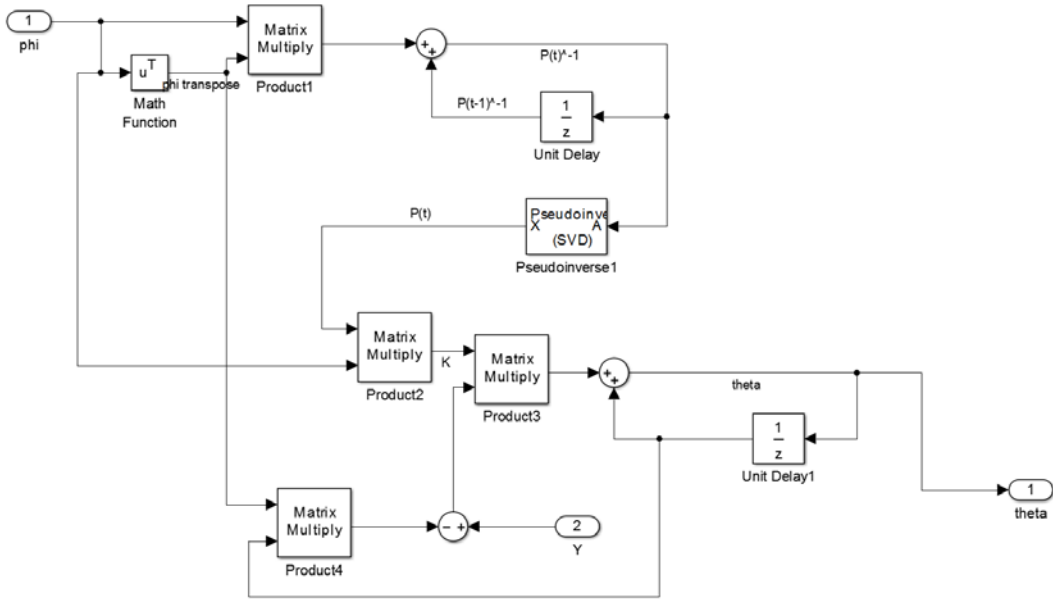 1
phi
u^T
phi transpose
Math
Function
Matrix
Multiply
Product1
+
+
P(t)^-1
P(t-1)^-1
1
z
Unit Delay
P(t)
Pseudoinve
X A
(SVD)
Pseudoinverse1
Matrix
Multiply
Product2
K
Matrix
Multiply
Product3
+
+
theta
1
z
Unit Delay1
1
theta
Matrix
Multiply
Product4
− +
2
Y